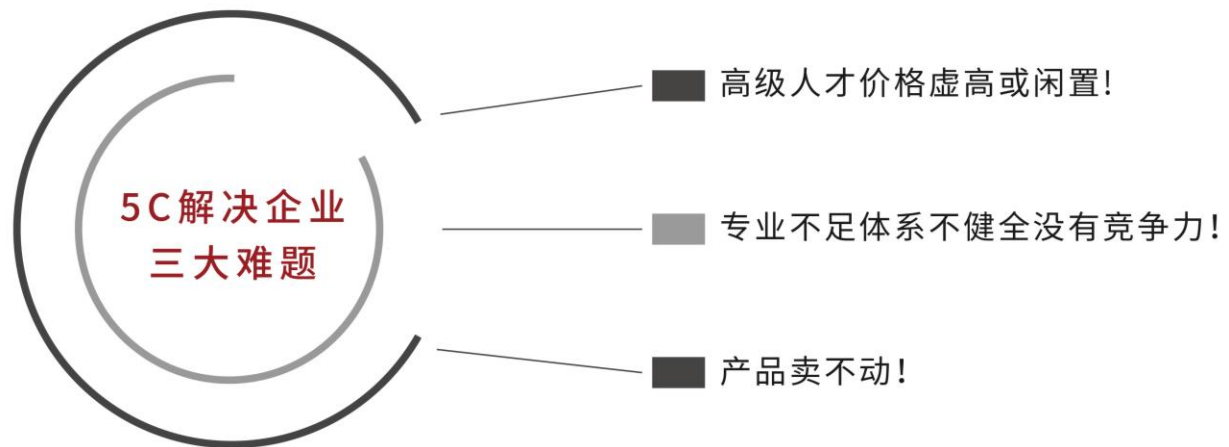 5C解决企业
三大难题
高级人才价格虚高或闲置!
专业不足体系不健全没有竞争力!
产品卖不动!